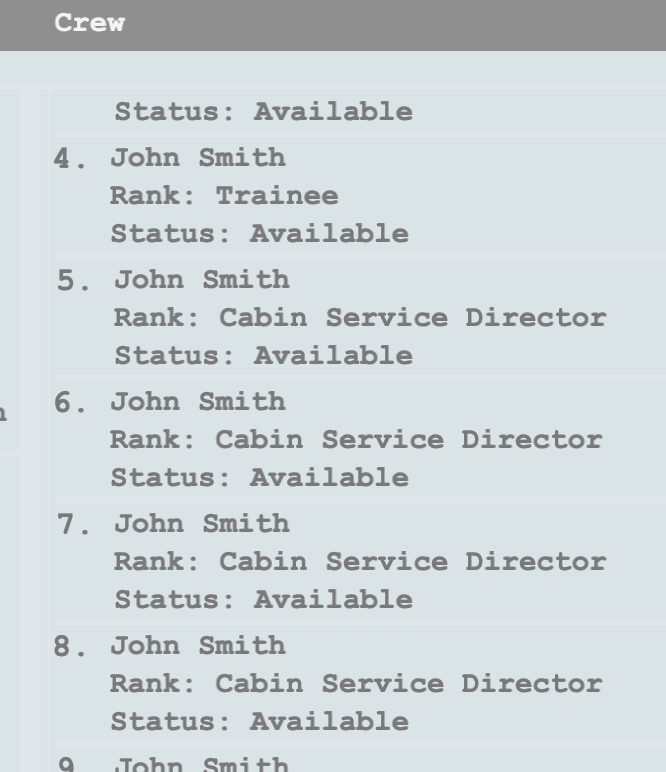 Crew
Status: Available
4. John Smith
Rank: Trainee
Status: Available
5. John Smith
Rank: Cabin Service Director
Status: Available
6. John Smith
Rank: Cabin Service Director
Status: Available
7. John Smith
Rank: Cabin Service Director
Status: Available
8. John Smith
Rank: Cabin Service Director
Status: Available
9. John Smith